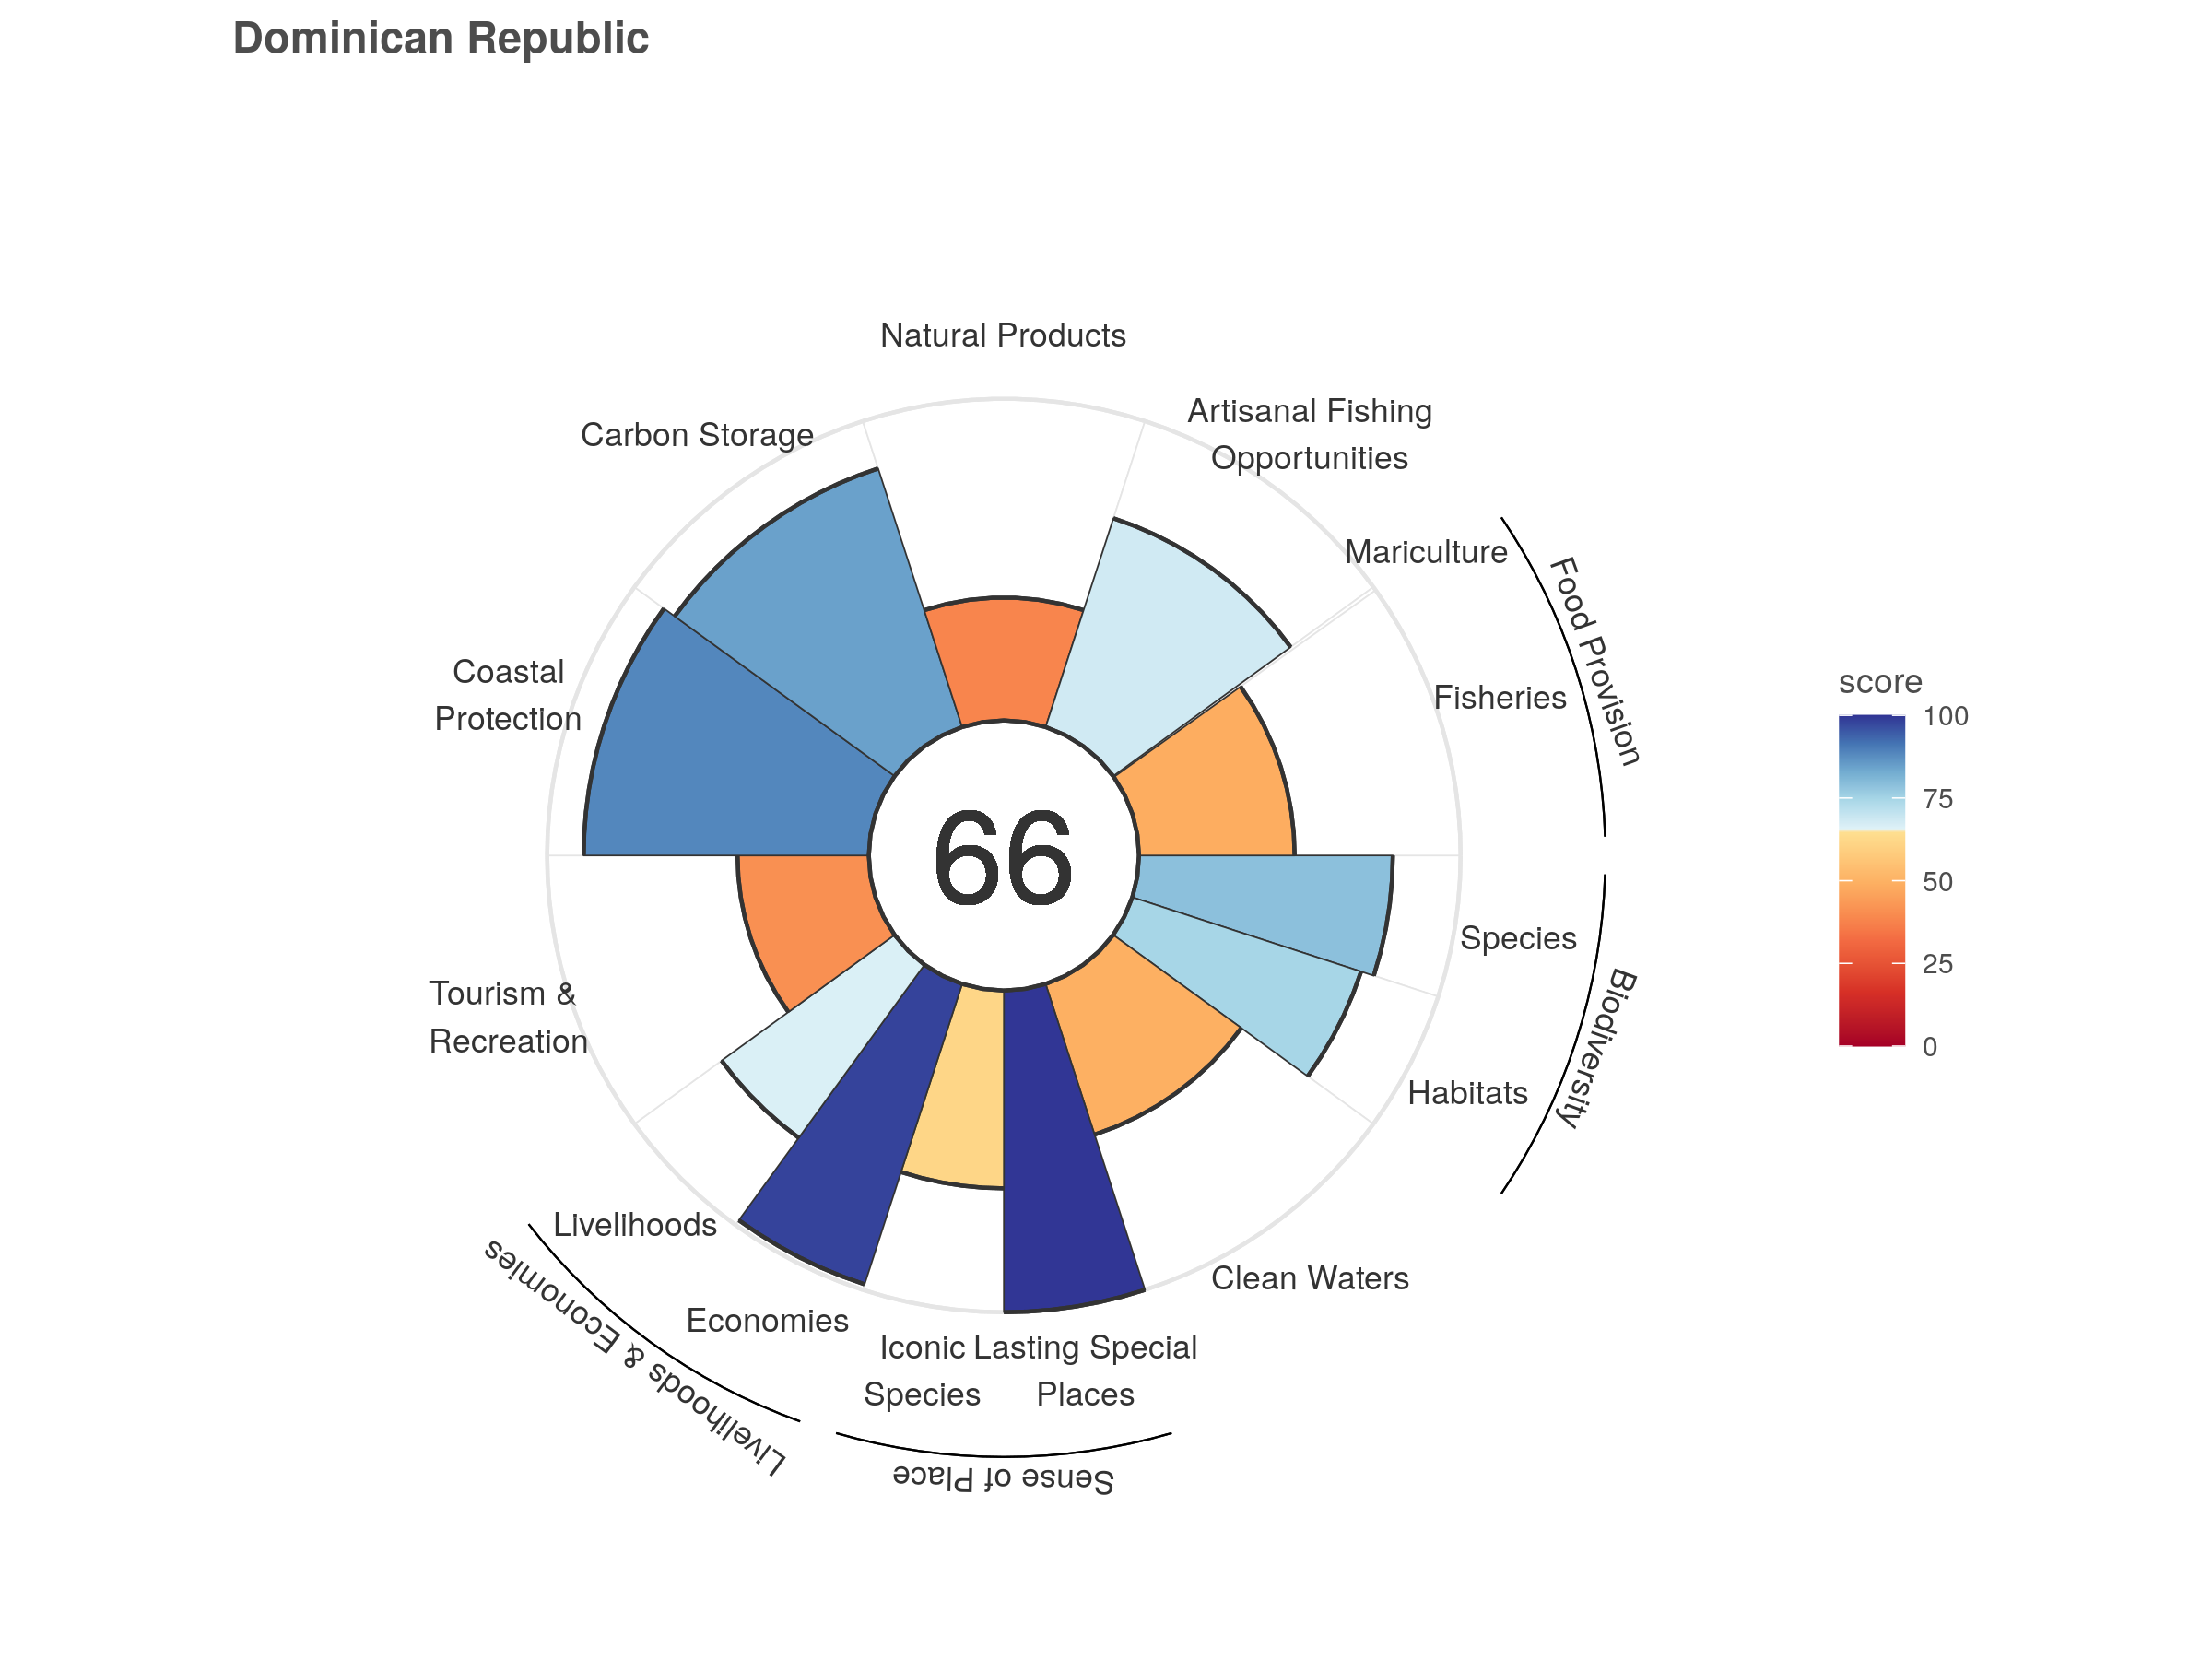 Dominican Republic
Natural Products
Artisanal Fishing
Opportunities
Carbon Storage
Mariculture
Food Provision
Fisheries
Coastal
Protection
score
100
75
50
25
0
66
Species
Biodiversity
Habitats
Tourism &
Recreation
Livelihoods
Livelihoods & Economies
Economies
Clean Waters
Iconic
Species
Lasting Special
Places
Sense of Place